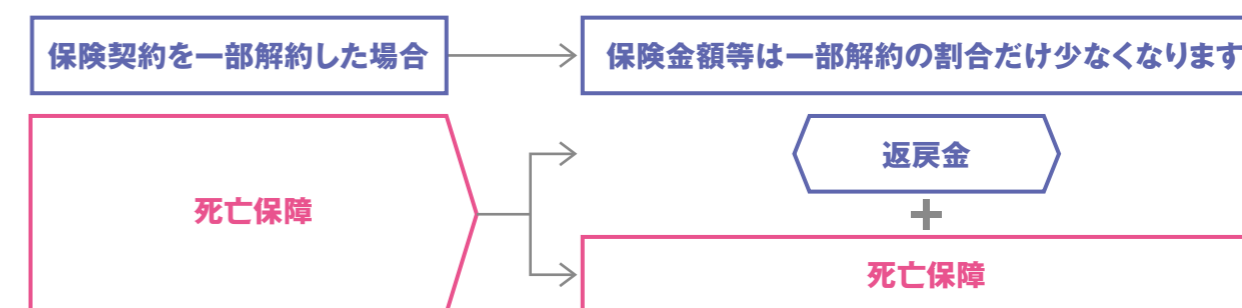 保険契約を一部解約した場合
保険金額等は一部解約の割合だけ少なくなります
死亡保障
返戻金
+
死亡保障